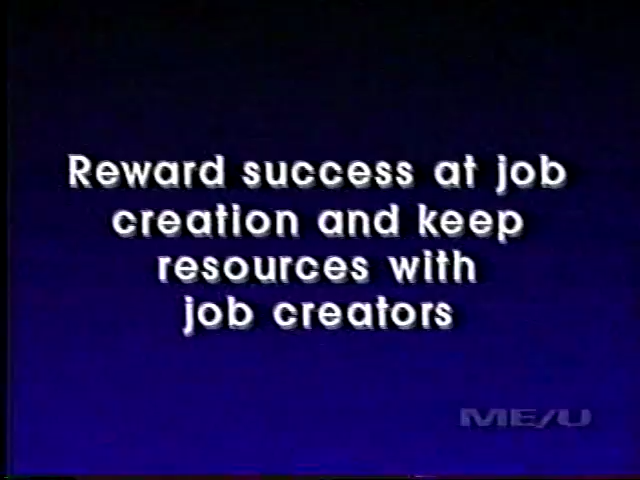 Reward success at job
creation and keep
resources with
job creators
ME/U